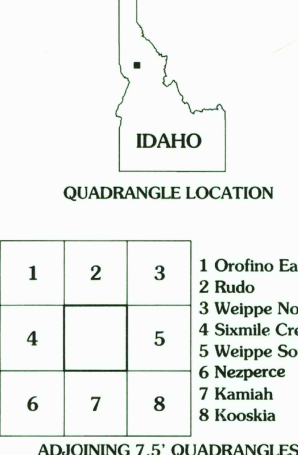 IDAHO
QUADRANGLE LOCATION
1 2 3
4 5
6 7 8
1 Orofino Ea
2 Rudo
3 Weippe No
4 Sixmile Cre
5 Weippe So
6 Nezperce
7 Kamiah
8 Kooskia
ADJOINING 7.5' QUADRANGLES